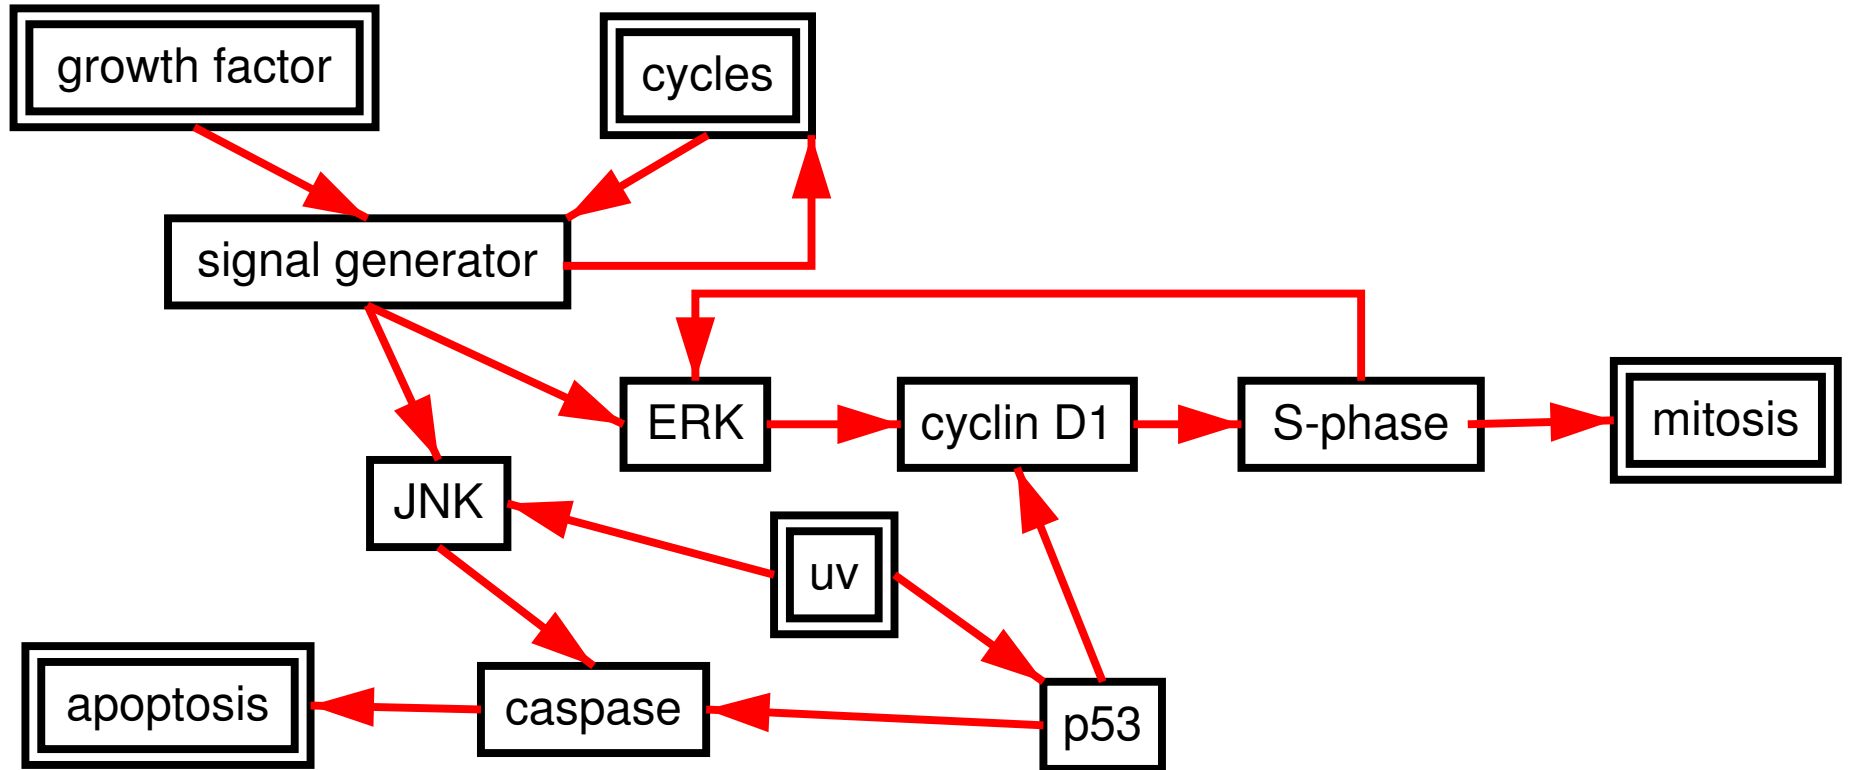 growth factor
cycles
signal generator
ERK
cyclin D1
S-phase
mitosis
JNK
uv
apoptosis
caspase
p53